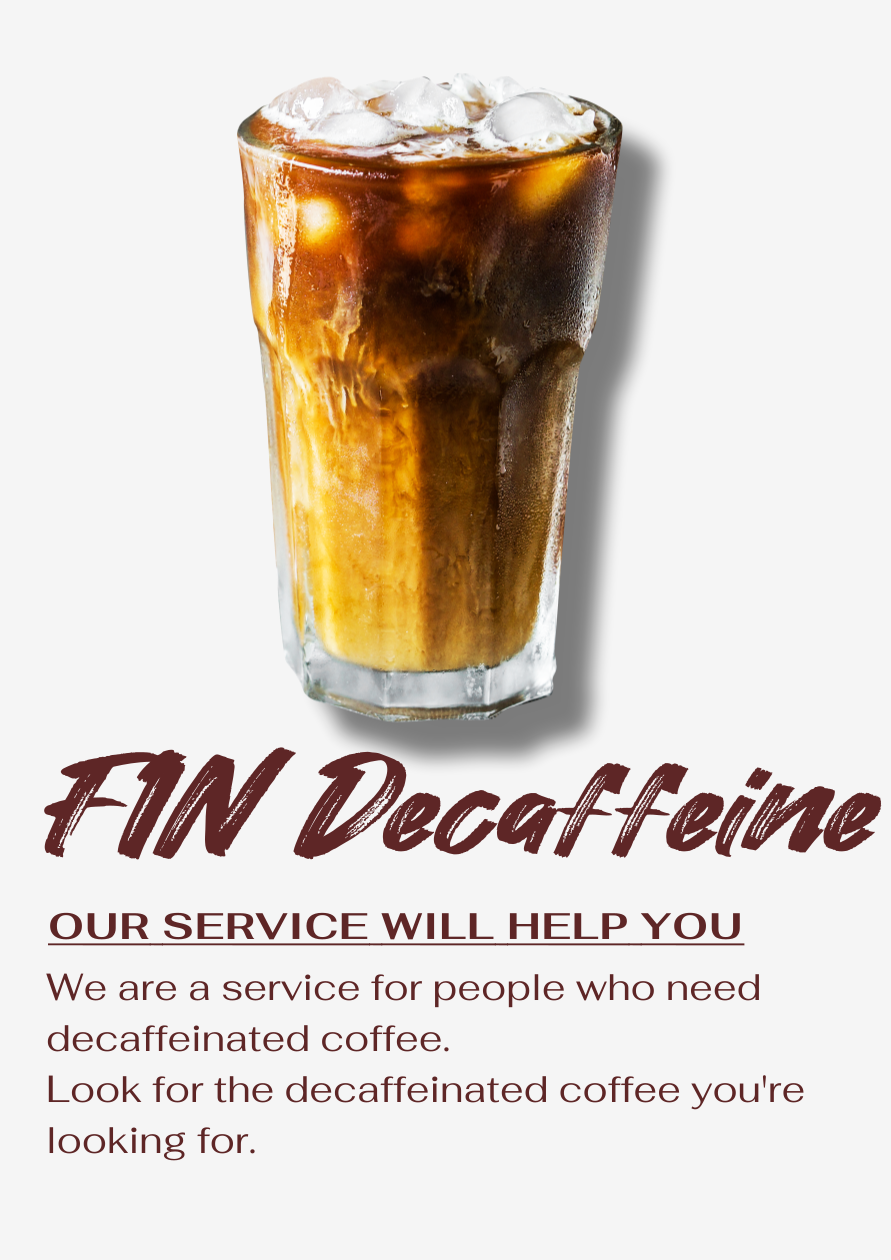 FIN Decaffeine
OUR SERVICE WILL HELP YOU
We are a service for people who need
decaffeinated coffee.
Look for the decaffeinated coffee you're
looking for.